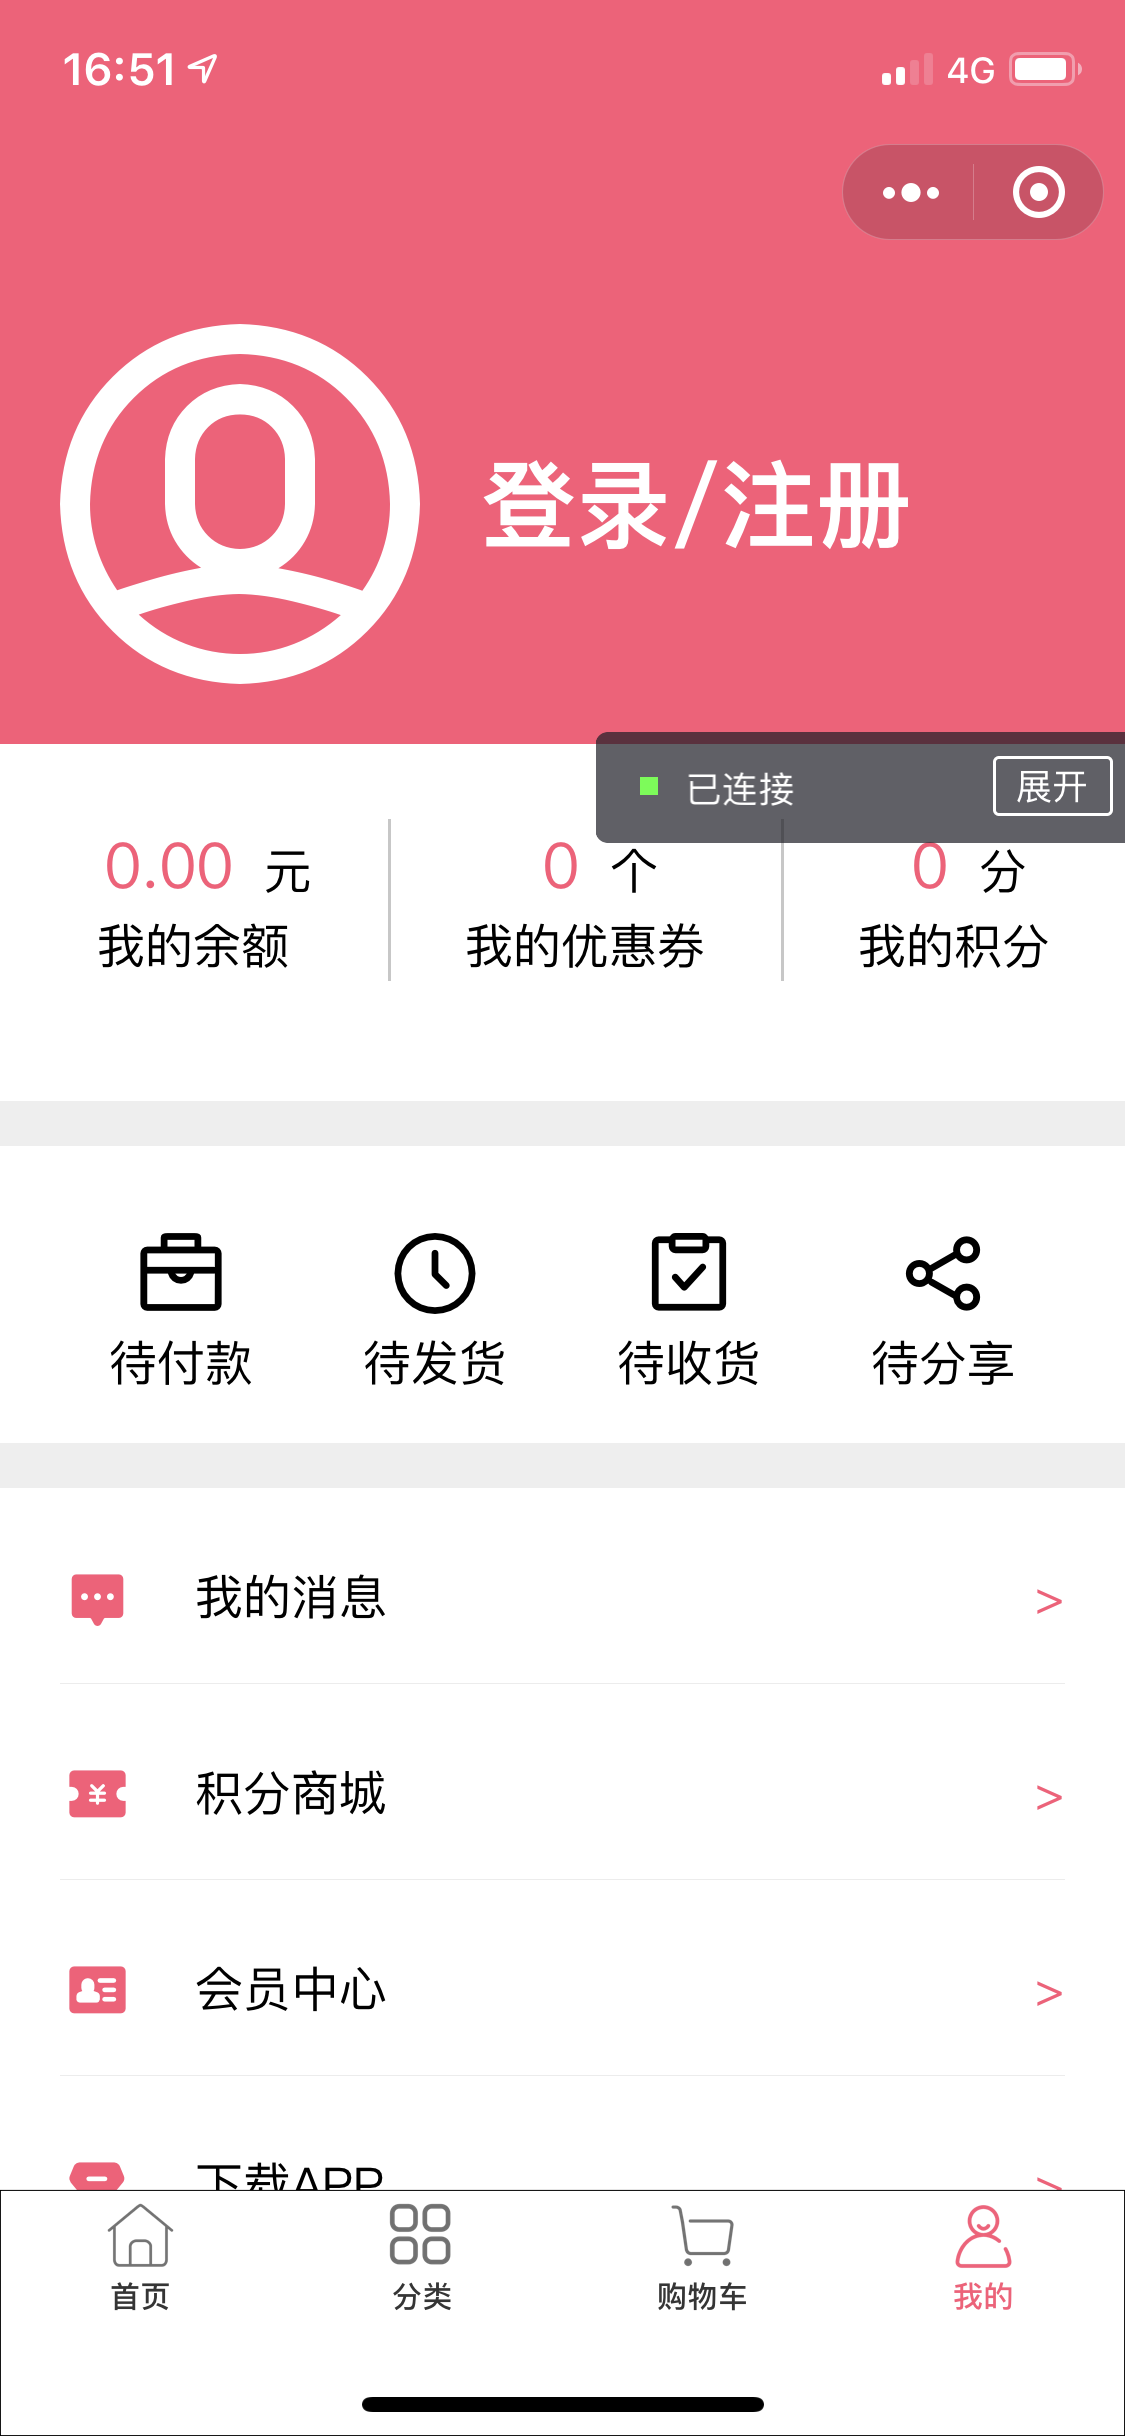 16:51 4G
登录/注册
已连接 展开
0.00 元 0 个 0 分
我的余额 我的优惠券 我的积分
待付款 待发货 待收货 待分享
我的消息 >
积分商城 >
会员中心 >
下载APP >
首页 分类 购物车 我的